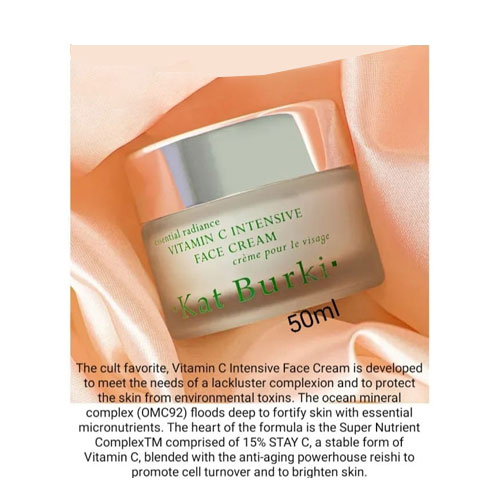 essential radiance
VITAMIN C INTENSIVE
FACE CREAM
crème pour le visage
·Kat Burki·
50ml
The cult favorite, Vitamin C Intensive Face Cream is developed
to meet the needs of a lackluster complexion and to protect
the skin from environmental toxins. The ocean mineral
complex (OMC92) floods deep to fortify skin with essential
micronutrients. The heart of the formula is the Super Nutrient
ComplexTM comprised of 15% STAY C, a stable form of
Vitamin C, blended with the anti-aging powerhouse reishi to
promote cell turnover and to brighten skin.